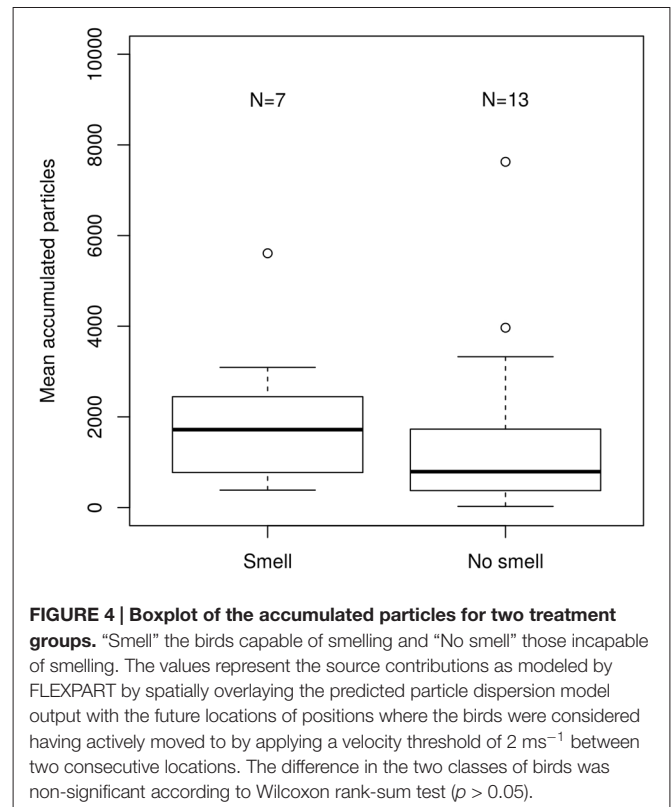 10000
8000
6000
4000
2000
0
Mean accumulated particles
N=7
N=13
Smell
No smell
FIGURE 4 | Boxplot of the accumulated particles for two treatment
groups. “Smell” the birds capable of smelling and “No smell” those incapable
of smelling. The values represent the source contributions as modeled by
FLEXPART by spatially overlaying the predicted particle dispersion model
output with the future locations of positions where the birds were considered
having actively moved to by applying a velocity threshold of 2 ms⁻¹ between
two consecutive locations. The difference in the two classes of birds was
non-significant according to Wilcoxon rank-sum test (p > 0.05).